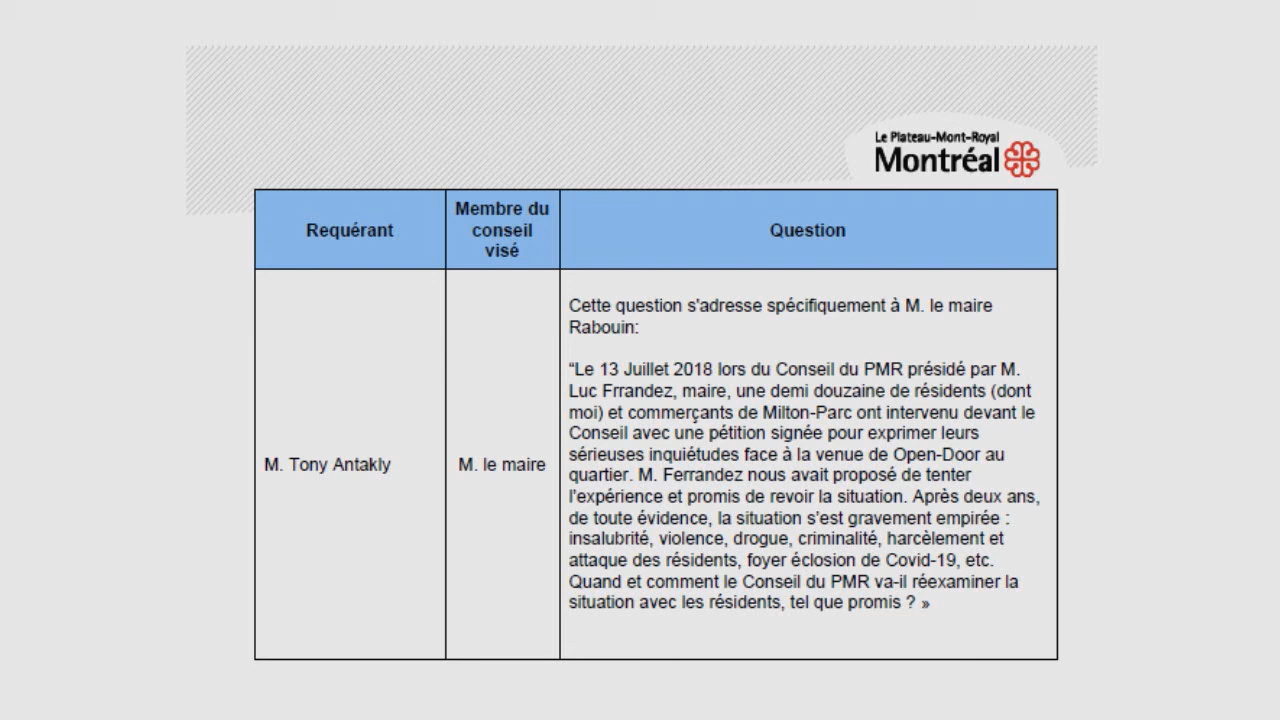 Le Plateau-Mont-Royal
Montréal
Requérant
Membre du
conseil
visé
Question
M. Tony Antakly
M. le maire
Cette question s'adresse spécifiquement à M. le maire
Rabouin:
“Le 13 Juillet 2018 lors du Conseil du PMR présidé par M.
Luc Frrandez, maire, une demi douzaine de résidents (dont
moi) et commerçants de Milton-Parc ont intervenu devant le
Conseil avec une pétition signée pour exprimer leurs
sérieuses inquiétudes face à la venue de Open-Door au
quartier. M. Ferrandez nous avait proposé de tenter
l’expérience et promis de revoir la situation. Après deux ans,
de toute évidence, la situation s’est gravement empirée :
insalubrité, violence, drogue, criminalité, harcèlement et
attaque des résidents, foyer éclosion de Covid-19, etc.
Quand et comment le Conseil du PMR va-il réexaminer la
situation avec les résidents, tel que promis ? »